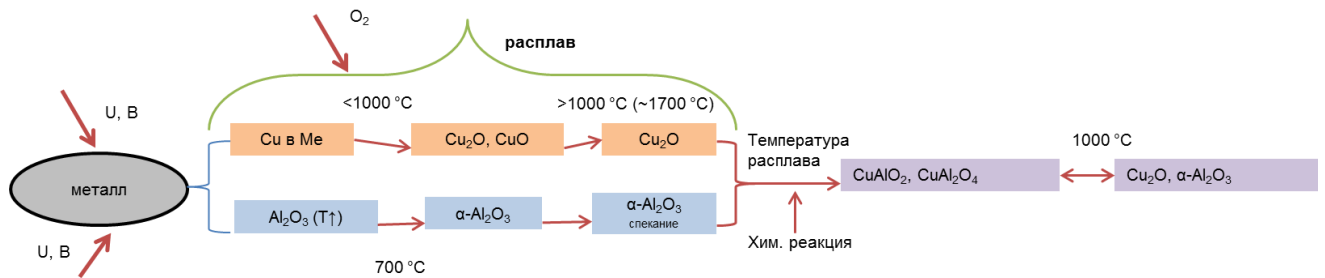 O₂
расплав
U, В
<1000 °C
>1000 °C (~1700 °C)
Cu в Me
Cu₂O, CuO
Cu₂O
Температура
расплава
1000 °C
металл
CuAlO₂, CuAl₂O₄
Cu₂O, α-Al₂O₃
Al₂O₃ (T↑)
α-Al₂O₃
α-Al₂O₃
спекание
U, В
700 °C
Хим. реакция